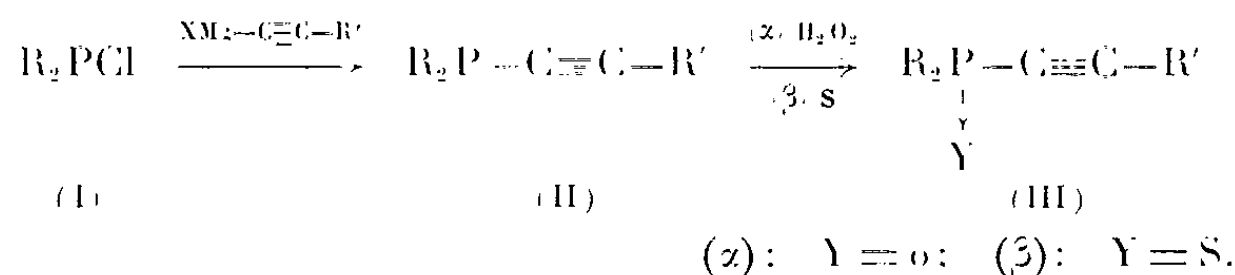 XMg—C≡C—R′ (α) H₂O₂
R₂PCl ⟶ R₂P—C≡C—R′ ⟶ R₂P—C≡C—R′
(β) S
↓
Y
(I) (II) (III)
(α): Y = o; (β): Y = S.